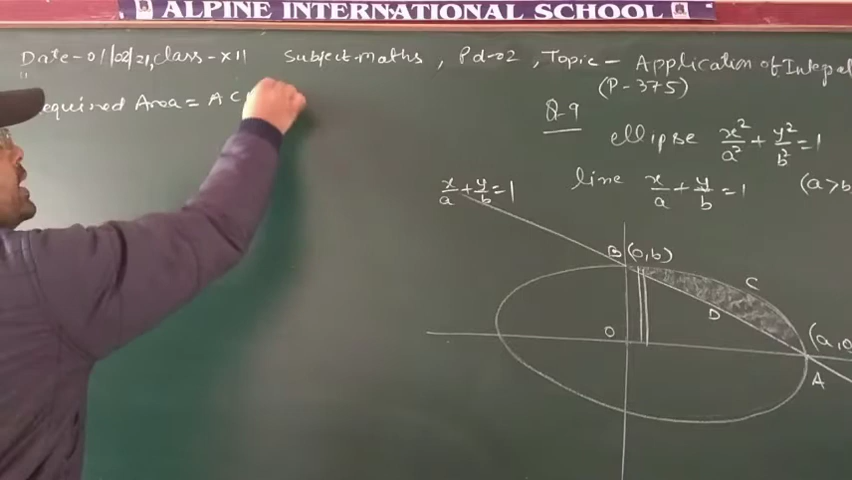 ALPINE INTERNATIONAL SCHOOL
Date-01/02/21, Class-XII Subject-maths, Pd-02, Topic- Application of Integral
(P-375)
Required Area = A C
Q-9
ellipse x²/a² + y²/b² = 1
line x/a + y/b = 1 (a>b
x/a + y/b = 1
B (0,b)
C
D
O
(a,0
A